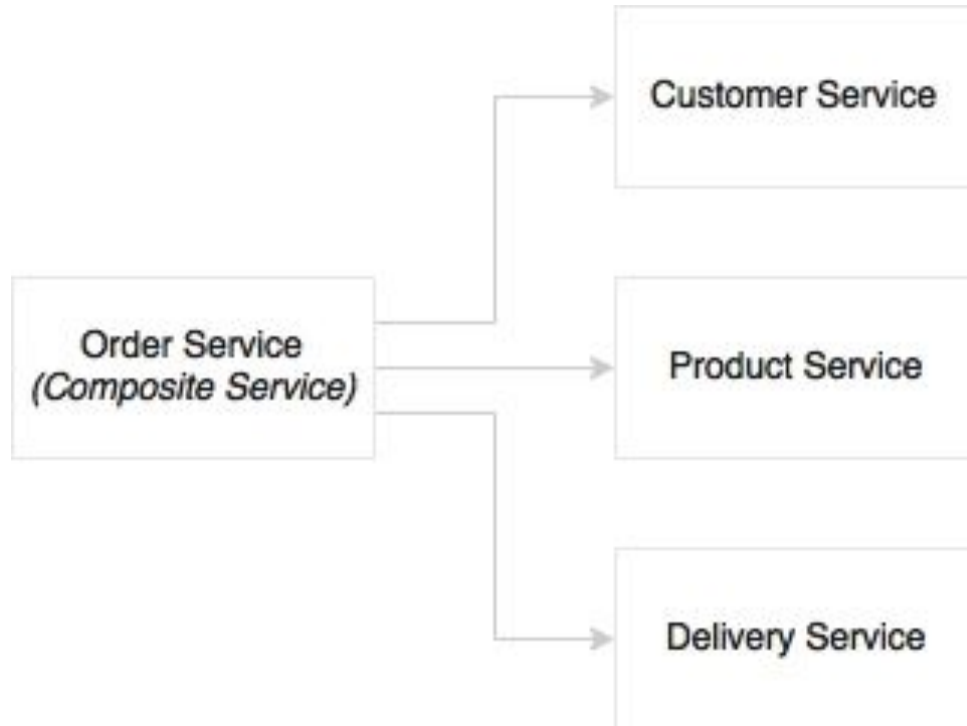 Customer Service
Order Service
(Composite Service)
Product Service
Delivery Service